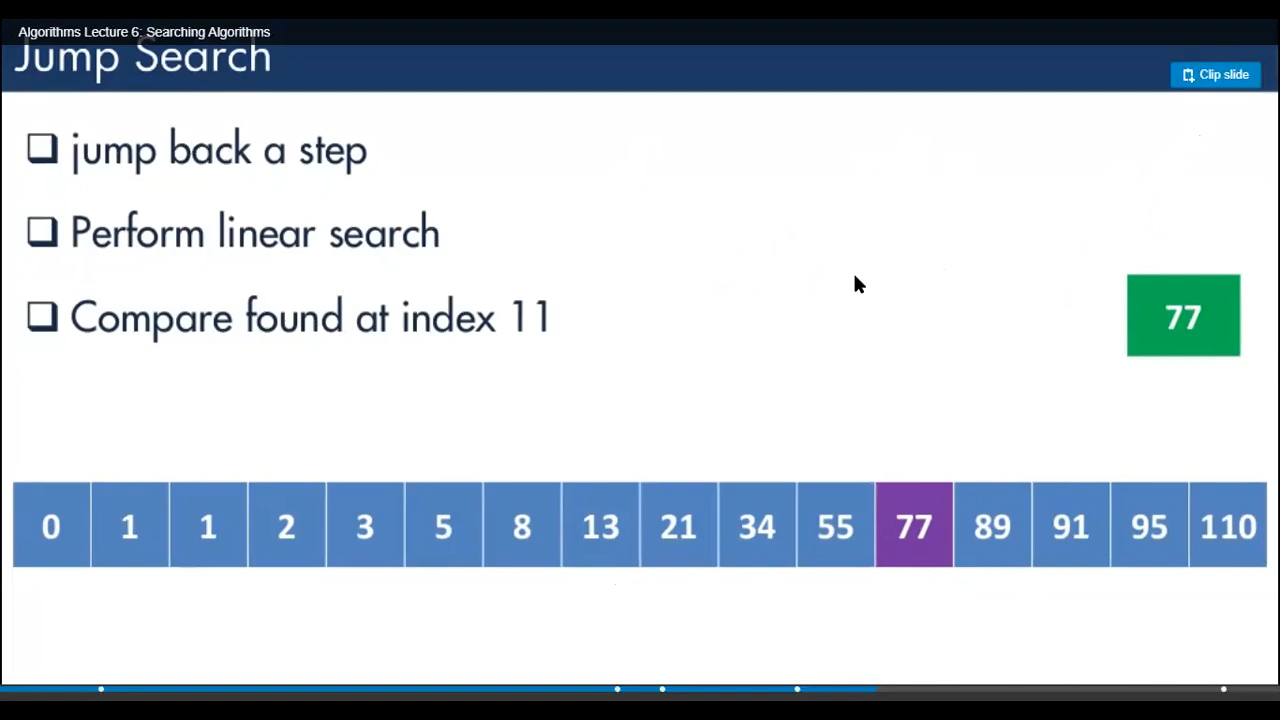 Algorithms Lecture 6: Searching Algorithms
Jump Search
Clip slide
jump back a step
Perform linear search
Compare found at index 11
77
0 1 1 2 3 5 8 13 21 34 55 77 89 91 95 110